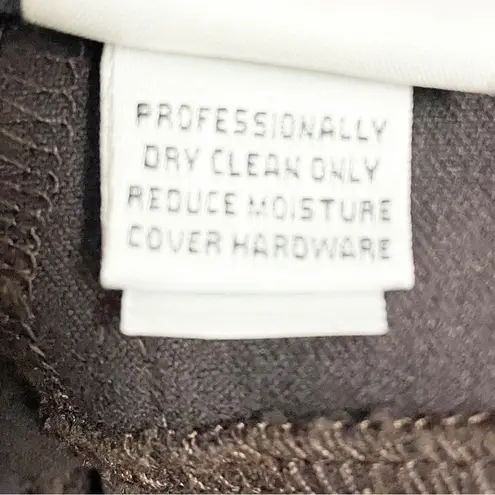 PROFESSIONALLY
DRY CLEAN ONLY
REDUCE MOISTURE
COVER HARDWARE